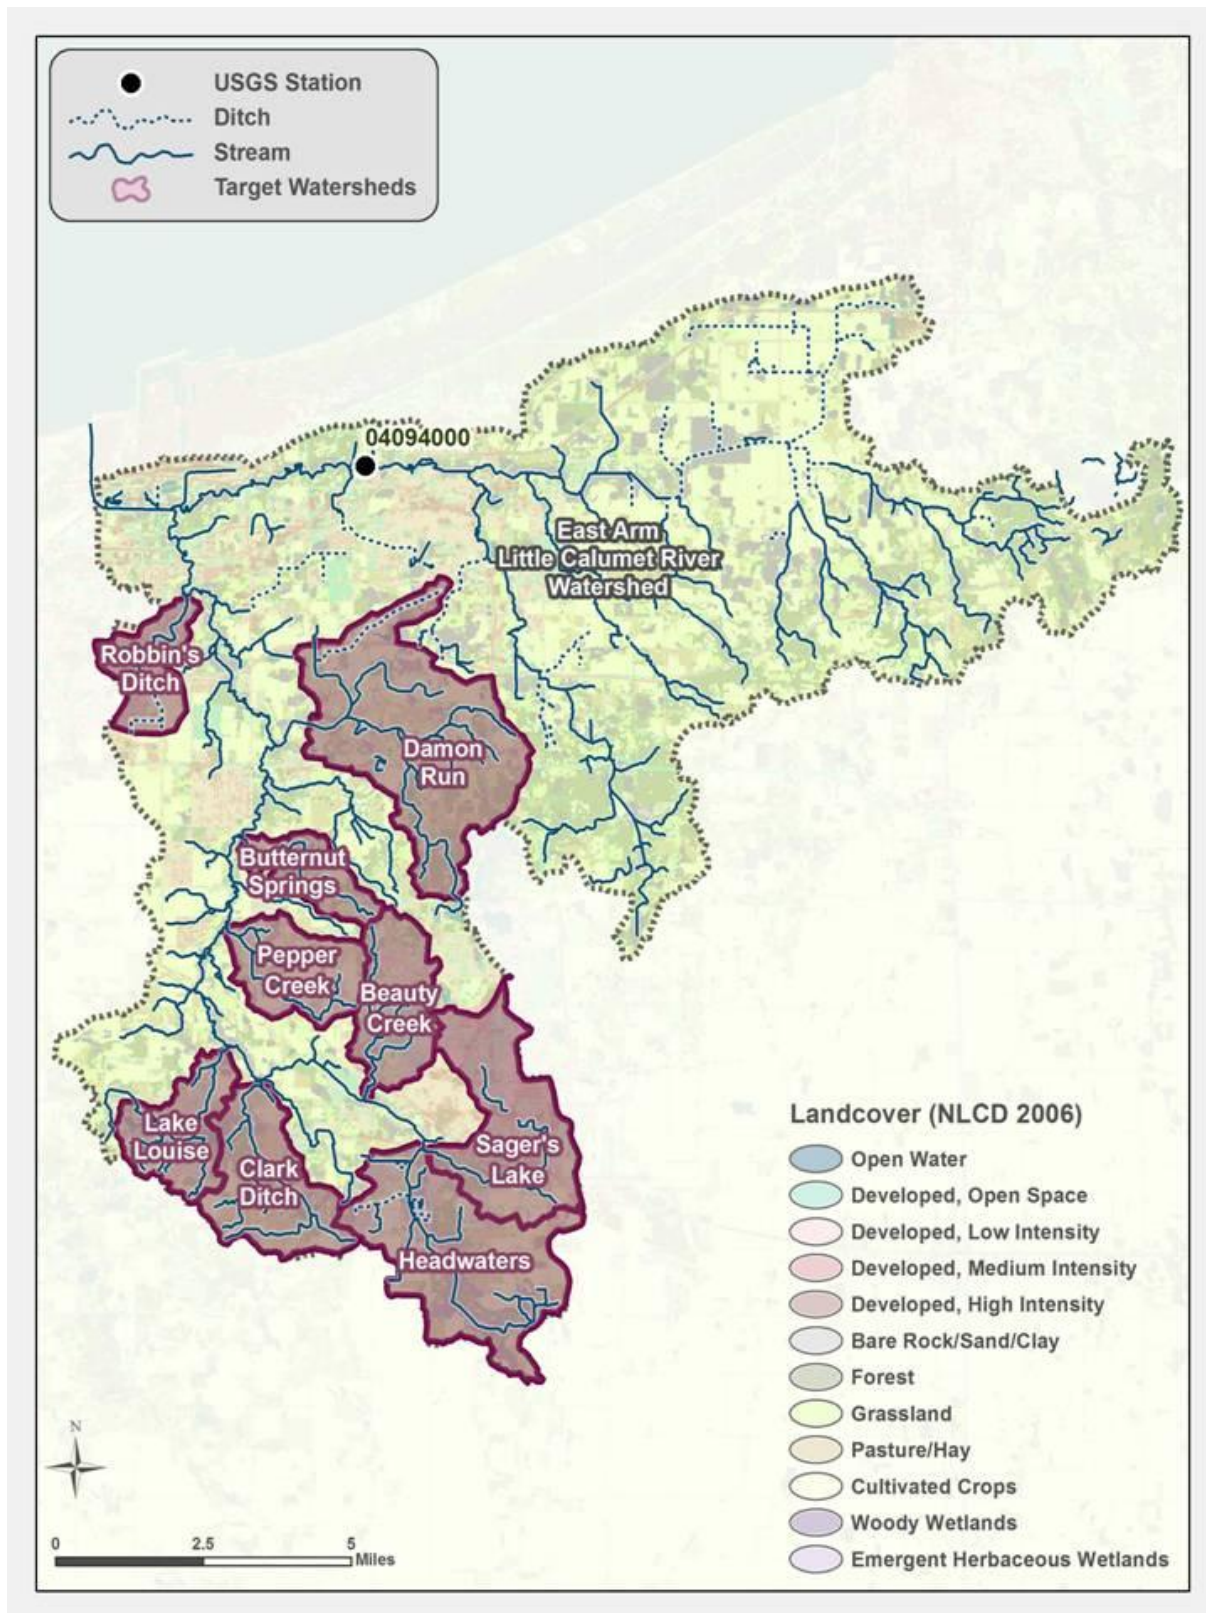 USGS Station
Ditch
Stream
Target Watersheds
04094000
East Arm
Little Calumet River
Watershed
Robbin's
Ditch
Damon
Run
Butternut
Springs
Pepper
Creek
Beauty
Creek
Lake
Louise
Clark
Ditch
Sager's
Lake
Headwaters
Landcover (NLCD 2006)
Open Water
Developed, Open Space
Developed, Low Intensity
Developed, Medium Intensity
Developed, High Intensity
Bare Rock/Sand/Clay
Forest
Grassland
Pasture/Hay
Cultivated Crops
Woody Wetlands
Emergent Herbaceous Wetlands
N
0 2.5 5
Miles